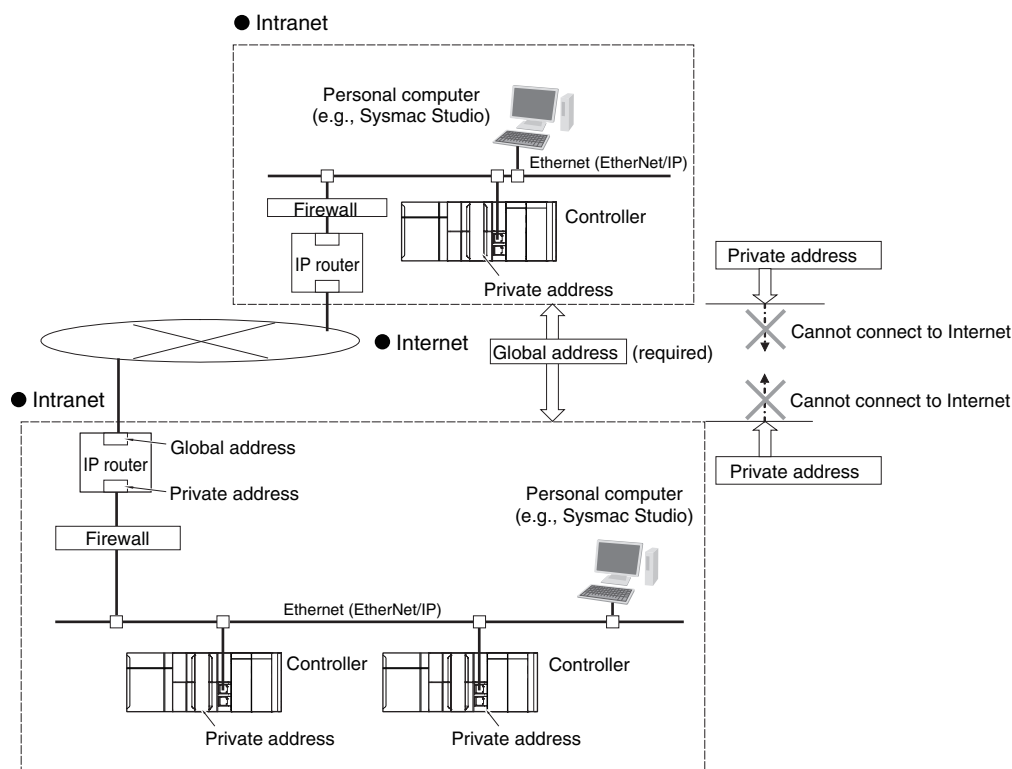 ● Intranet
Personal computer
(e.g., Sysmac Studio)
Ethernet (EtherNet/IP)
Firewall
Controller
IP router
Private address
Private address
● Internet
Global address (required)
Cannot connect to Internet
Cannot connect to Internet
Private address
● Intranet
Global address
IP router
Private address
Firewall
Personal computer
(e.g., Sysmac Studio)
Ethernet (EtherNet/IP)
Controller
Controller
Private address
Private address